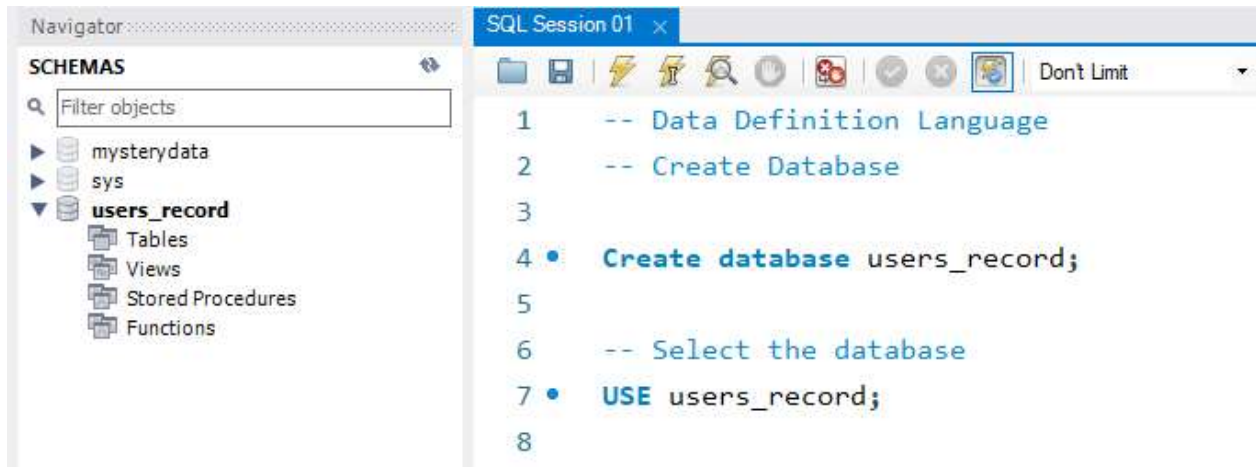 Navigator
SCHEMAS
Filter objects
mysterydata
sys
users_record
Tables
Views
Stored Procedures
Functions
SQL Session 01
Don't Limit
1 -- Data Definition Language
2 -- Create Database
3
4 Create database users_record;
5
6 -- Select the database
7 USE users_record;
8